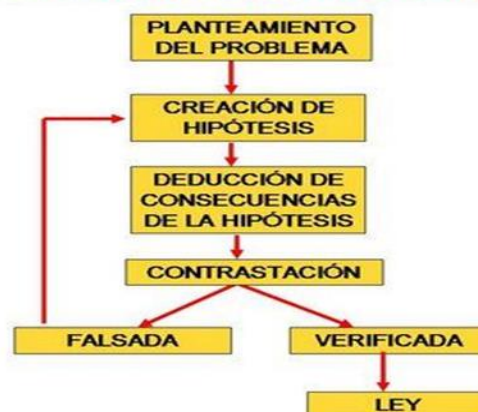 PLANTEAMIENTO
DEL PROBLEMA
CREACIÓN DE
HIPÓTESIS
DEDUCCIÓN DE
CONSECUENCIAS
DE LA HIPÓTESIS
CONTRASTACIÓN
FALSADA
VERIFICADA
LEY